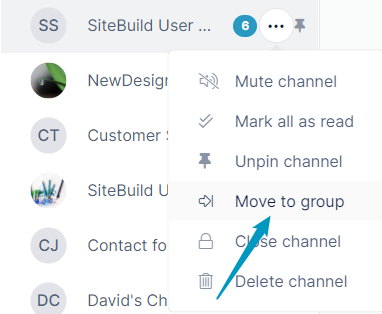 SS SiteBuild User ... 6
NewDesign
Mute channel
CT Customer S
Mark all as read
Unpin channel
SiteBuild U
Move to group
CJ Contact fo
Close channel
Delete channel
DC David's Ch